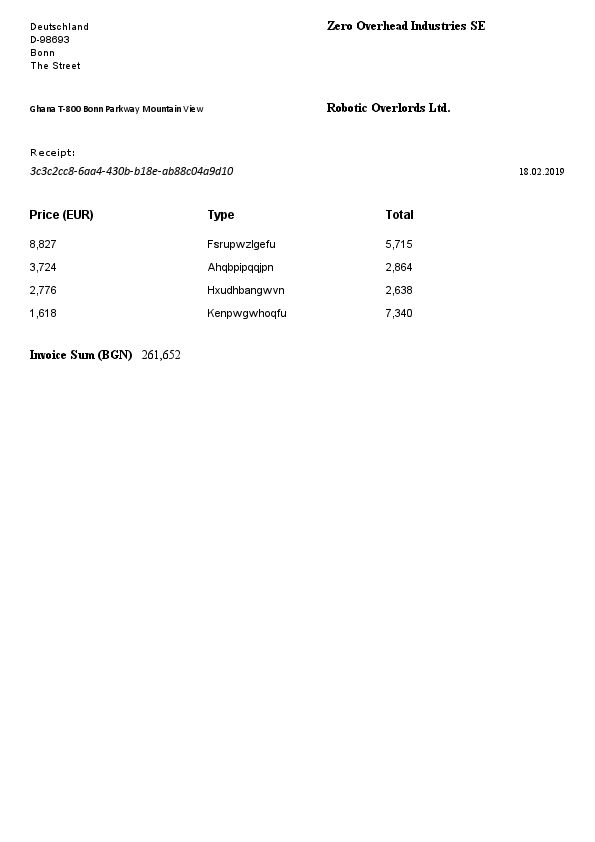 Deutschland
D-98693
Bonn
The Street
Zero Overhead Industries SE
Ghana T-800 Bonn Parkway Mountain View
Robotic Overlords Ltd.
Receipt:
3c3c2cc8-6aa4-430b-b18e-ab88c04a9d10
18.02.2019
Price (EUR) Type Total
8,827 Fsrupwzlgefu 5,715
3,724 Ahqbpipqqjpn 2,864
2,776 Hxudhbangwvn 2,638
1,618 Kenpwgwhoqfu 7,340
Invoice Sum (BGN) 261,652